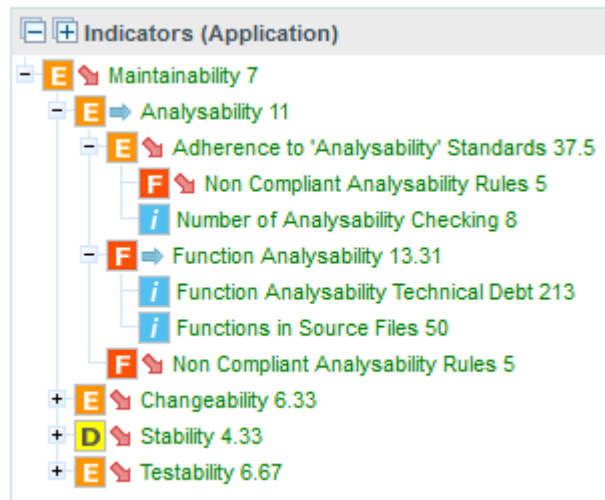 Indicators (Application)
E Maintainability 7
E Analysability 11
E Adherence to 'Analysability' Standards 37.5
F Non Compliant Analysability Rules 5
i Number of Analysability Checking 8
F Function Analysability 13.31
i Function Analysability Technical Debt 213
i Functions in Source Files 50
F Non Compliant Analysability Rules 5
E Changeability 6.33
D Stability 4.33
E Testability 6.67